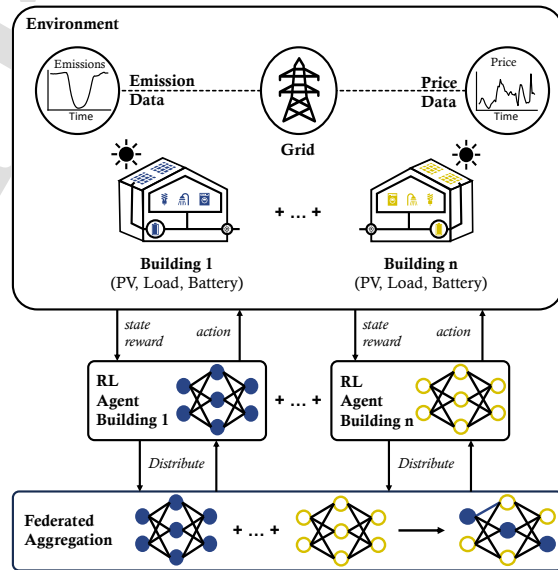 Environment
Emissions
Time
Emission
Data
Grid
Price
Data
Price
Time
+ ... +
Building 1
(PV, Load, Battery)
Building n
(PV, Load, Battery)
state
reward
action
state
reward
action
RL
Agent
Building 1
+ ... +
RL
Agent
Building n
Distribute
Distribute
Federated
Aggregation
+ ... +